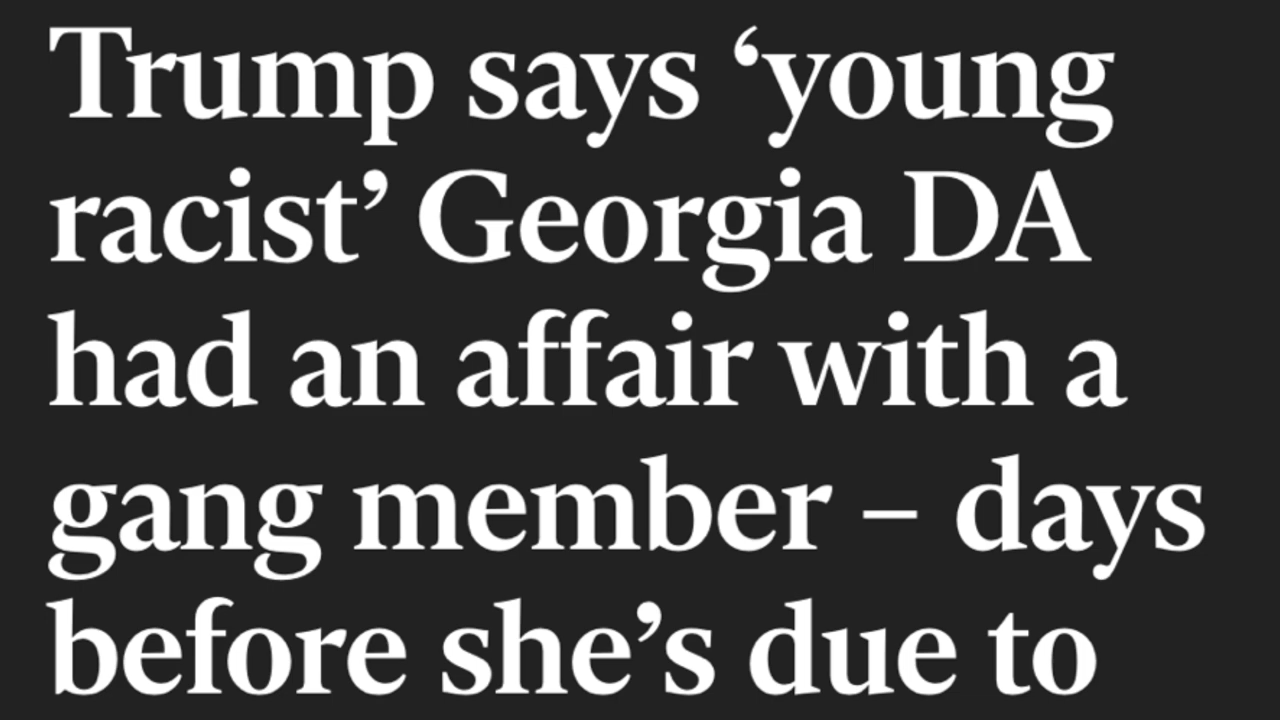 Trump says ‘young
racist’ Georgia DA
had an affair with a
gang member – days
before she’s due to